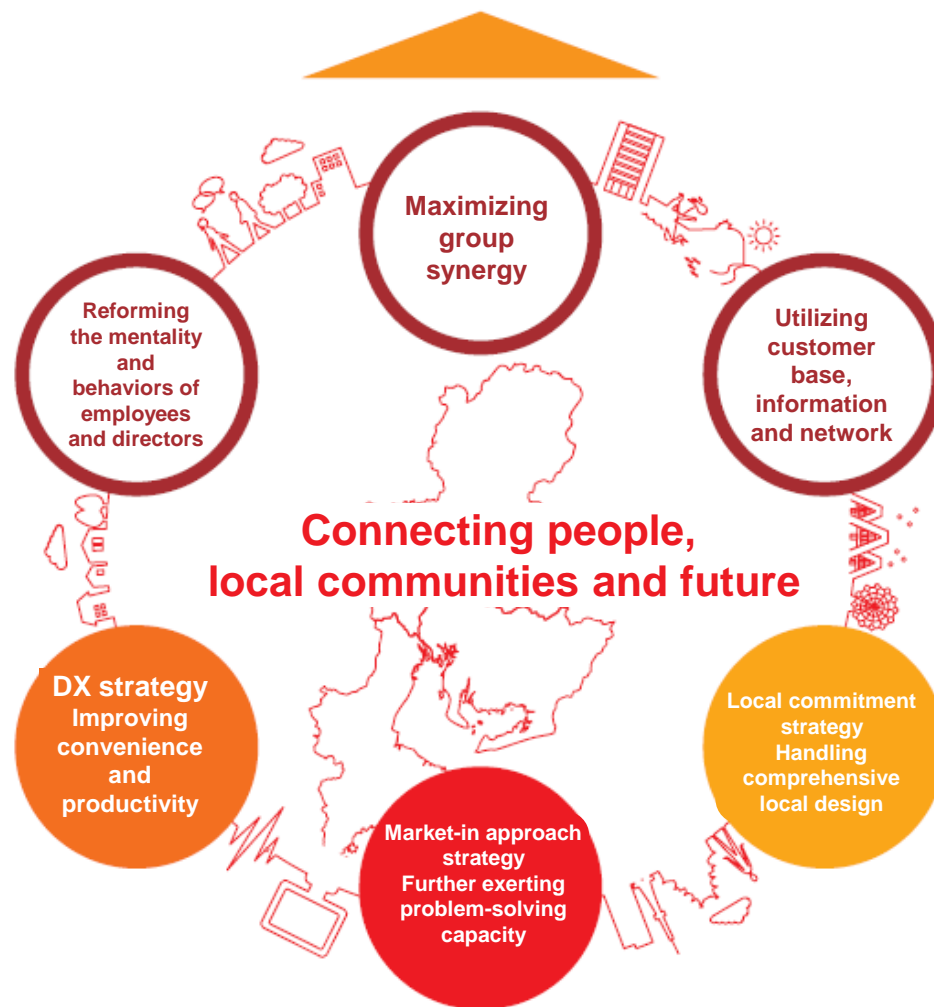 Maximizing
group
synergy
Reforming
the mentality
and
behaviors of
employees
and directors
Utilizing
customer
base,
information
and network
Connecting people,
local communities and future
DX strategy
Improving
convenience
and
productivity
Local commitment
strategy
Handling
comprehensive
local design
Market-in approach
strategy
Further exerting
problem-solving
capacity